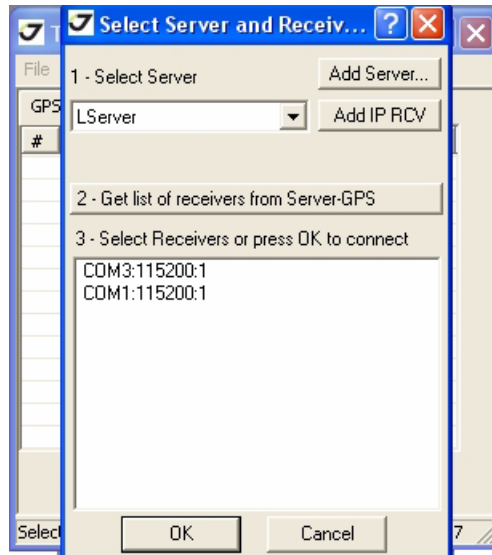 T Select Server and Receiv...
File
1 - Select Server
Add Server...
GPS
LServer
Add IP RCV
#
2 - Get list of receivers from Server-GPS
3 - Select Receivers or press OK to connect
COM3:115200:1
COM1:115200:1
Selec
OK
Cancel
7